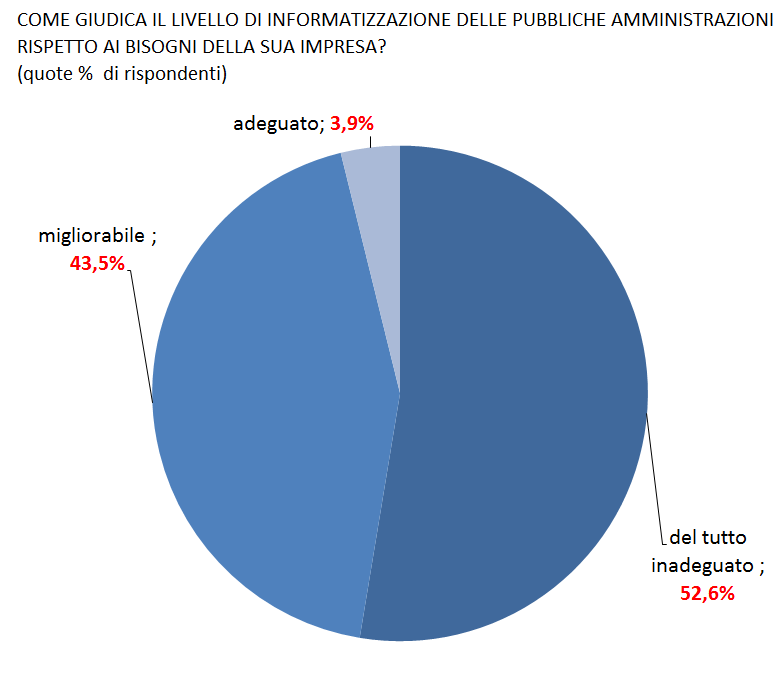 COME GIUDICA IL LIVELLO DI INFORMATIZZAZIONE DELLE PUBBLICHE AMMINISTRAZIONI
RISPETTO AI BISOGNI DELLA SUA IMPRESA?
(quote %  di rispondenti)
adeguato; 3,9%
migliorabile ;
43,5%
del tutto
inadeguato ;
52,6%